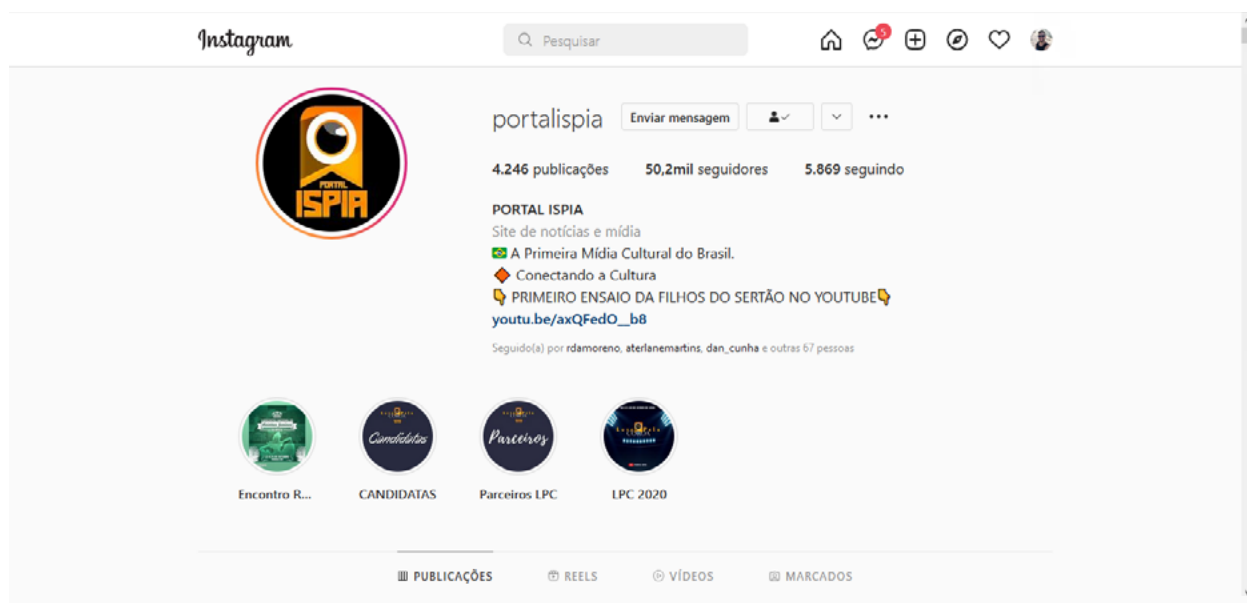 Instagram
Pesquisar
5
PORTAL
ISPIA
portalispia Enviar mensagem
4.246 publicações 50,2mil seguidores 5.869 seguindo
PORTAL ISPIA
Site de notícias e mídia
🇧🇷 A Primeira Mídia Cultural do Brasil.
♦️ Conectando a Cultura
👇 PRIMEIRO ENSAIO DA FILHOS DO SERTÃO NO YOUTUBE👇
youtu.be/axQFedO__b8
Seguido(a) por rdamoreno, aterlanemartins, dan_cunha e outras 67 pessoas
Candidatas Parceiros
Encontro R... CANDIDATAS Parceiros LPC LPC 2020
PUBLICAÇÕES REELS VÍDEOS MARCADOS